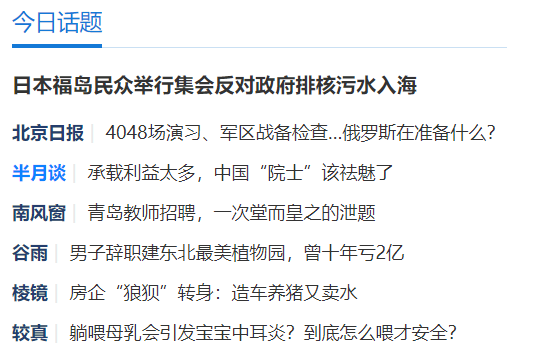 今日话题
日本福岛民众举行集会反对政府排核污水入海
北京日报 | 4048场演习、军区战备检查...俄罗斯在准备什么?
半月谈 | 承载利益太多，中国“院士”该祛魅了
南风窗 | 青岛教师招聘，一次堂而皇之的泄题
谷雨 | 男子辞职建东北最美植物园，曾十年亏2亿
棱镜 | 房企“狼狈”转身：造车养猪又卖水
较真 | 躺喂母乳会引发宝宝中耳炎？到底怎么喂才安全？